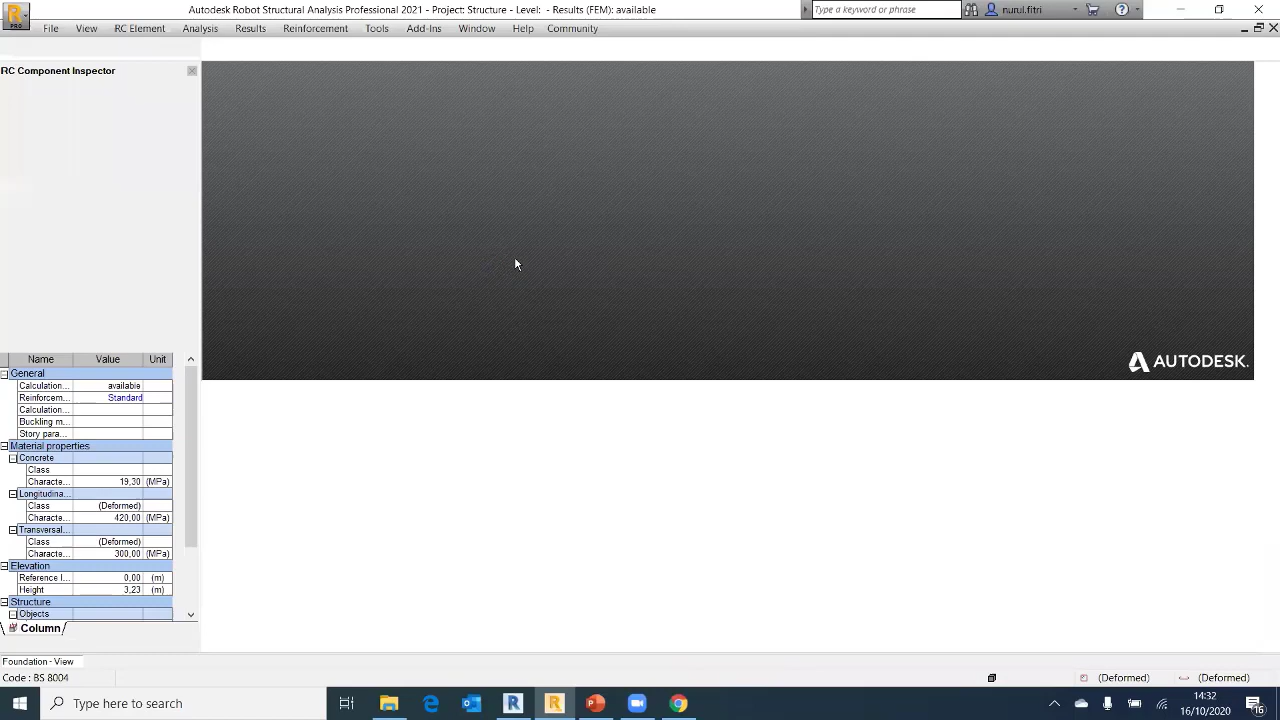 PRO
Autodesk Robot Structural Analysis Professional 2021 - Project: Structure - Level:  - Results (FEM): available
Type a keyword or phrase
nurul.fitri
File View RC Element Analysis Results Reinforcement Tools Add-Ins Window Help Community
RC Component Inspector
AUTODESK.
Name Value Unit
General
Calculation... available
Reinforcem... Standard
Calculation...
Buckling m...
Story para...
Material properties
Concrete
Class
Characte... 19,30 (MPa)
Longitudina...
Class (Deformed)
Characte... 420,00 (MPa)
Transversal...
Class (Deformed)
Characte... 300,00 (MPa)
Elevation
Reference l... 0,00 (m)
Height 3,23 (m)
Structure
Objects
Column
Foundation - View
Code: BS 8004
(Deformed) (Deformed)
Type here to search
14:32
16/10/2020
16